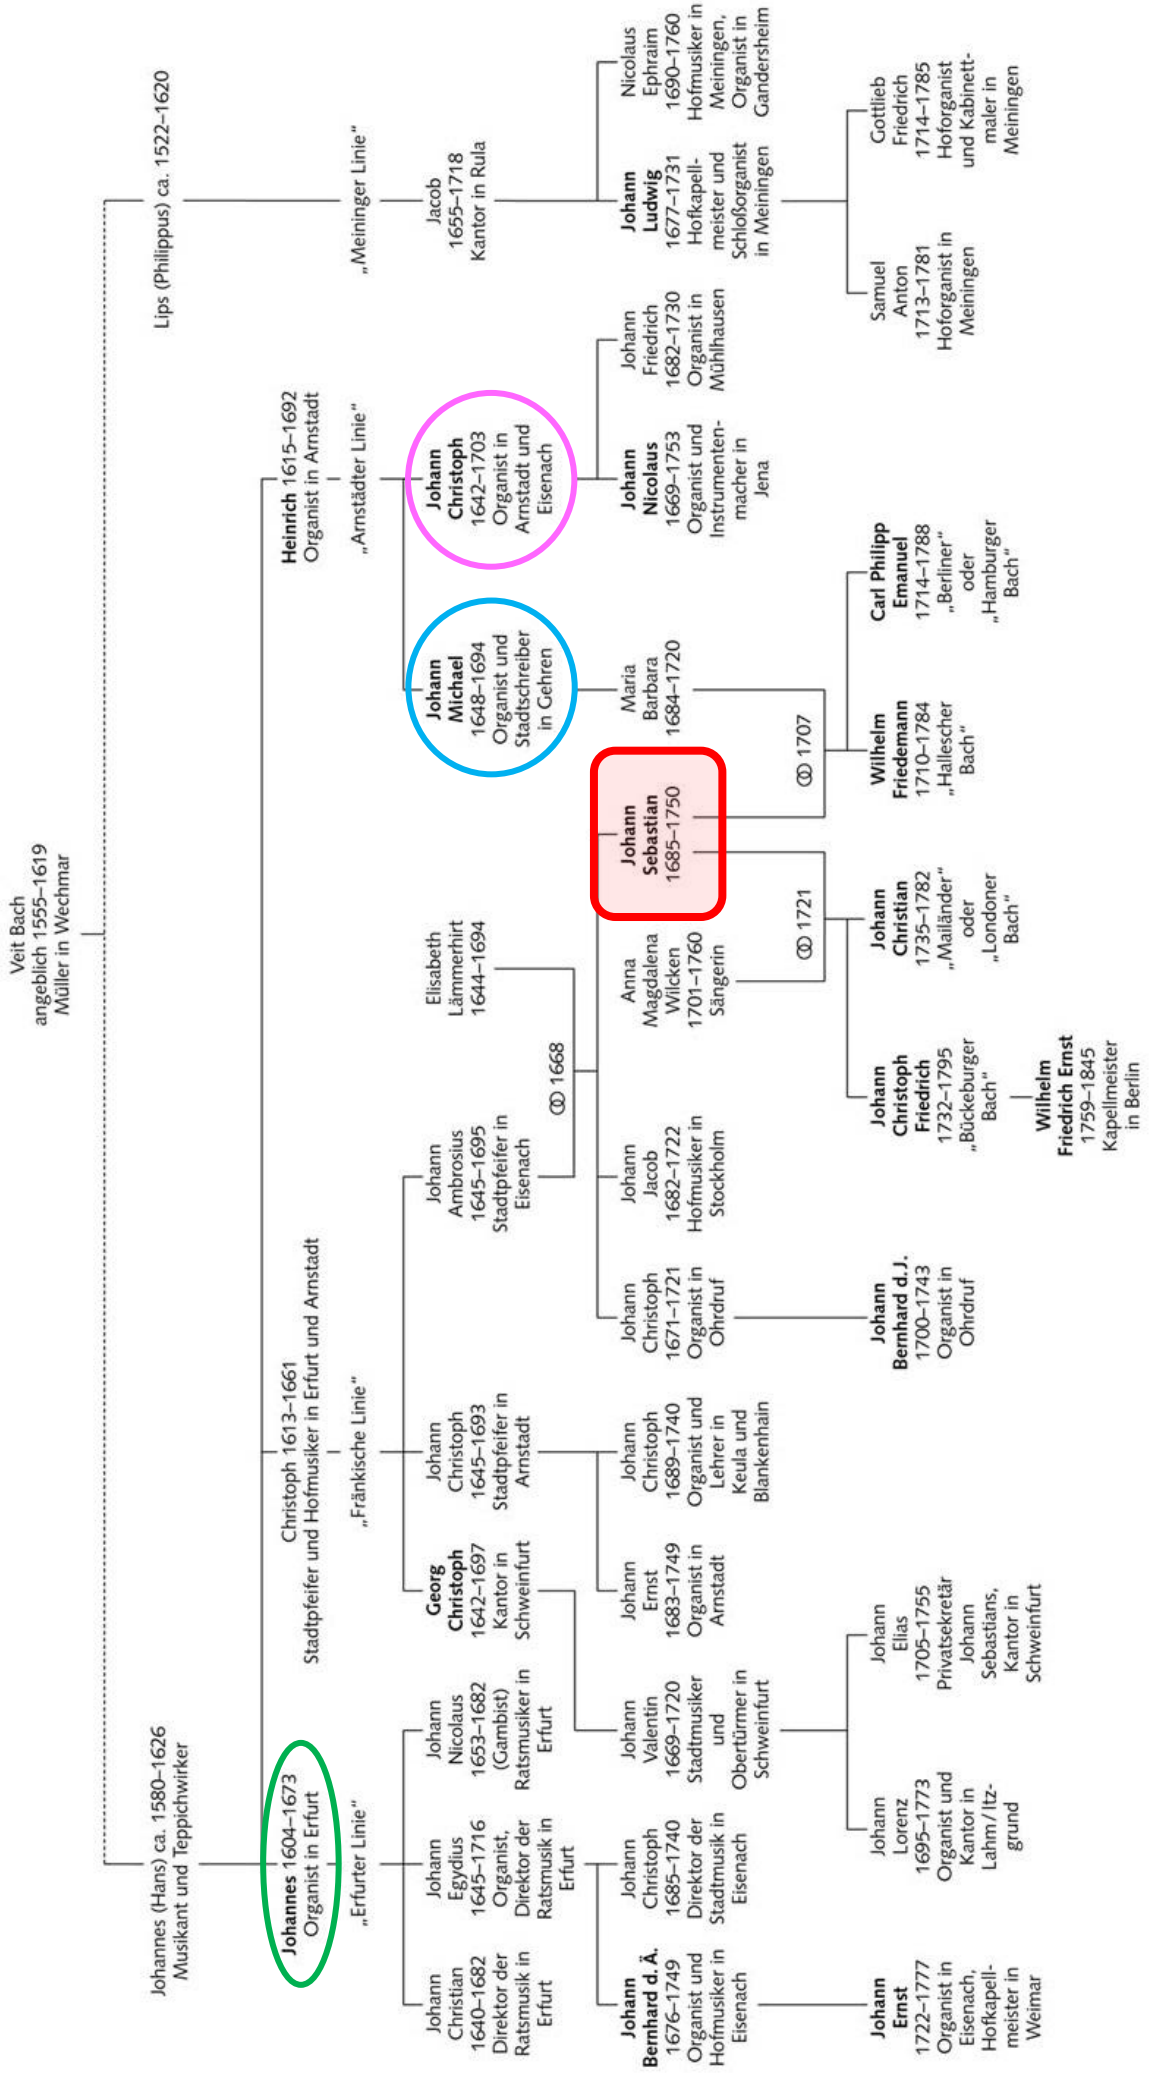 Veit Bach
angeblich 1555–1619
Müller in Wechmar
Johannes (Hans) ca. 1580–1626
Musikant und Teppichwirker
Lips (Philippus) ca. 1522–1620
Johannes 1604–1673
Organist in Erfurt
Christoph 1613–1661
Stadtpfeifer und Hofmusiker in Erfurt und Arnstadt
Heinrich 1615–1692
Organist in Arnstadt
„Erfurter Linie“
„Fränkische Linie“
„Arnstädter Linie“
„Meininger Linie“
Johann
Christian
1640–1682
Direktor der
Ratsmusik in
Erfurt
Johann
Egydius
1645–1716
Organist,
Direktor der
Ratsmusik in
Erfurt
Johann
Nicolaus
1653–1682
(Gambist)
Ratsmusiker in
Erfurt
Georg
Christoph
1642–1697
Kantor in
Schweinfurt
Johann
Christoph
1645–1693
Stadtpfeifer in
Arnstadt
Johann
Ambrosius
1645–1695
Stadtpfeifer in
Eisenach
Elisabeth
Lämmerhirt
1644–1694
Johann
Michael
1648–1694
Organist und
Stadtschreiber
in Gehren
Johann
Christoph
1642–1703
Organist in
Arnstadt und
Eisenach
Jacob
1655–1718
Kantor in Rula
⚭ 1668
Johann
Bernhard d. Ä.
1676–1749
Organist und
Hofmusiker in
Eisenach
Johann
Christoph
1685–1740
Direktor der
Stadtmusik in
Eisenach
Johann
Valentin
1669–1720
Stadtmusiker
und
Obertürmer in
Schweinfurt
Johann
Ernst
1683–1749
Organist in
Arnstadt
Johann
Christoph
1689–1740
Organist und
Lehrer in
Keula und
Blankenhain
Johann
Christoph
1671–1721
Organist in
Ohrdruf
Johann
Jacob
1682–1722
Hofmusiker in
Stockholm
Anna
Magdalena
Wilcken
1701–1760
Sängerin
Johann
Sebastian
1685–1750
Maria
Barbara
1684–1720
Johann
Nicolaus
1669–1753
Organist und
Instrumenten-
macher in
Jena
Johann
Friedrich
1682–1730
Organist in
Mühlhausen
Johann
Ludwig
1677–1731
Hofkapell-
meister und
Schloßorganist
in Meiningen
Nicolaus
Ephraim
1690–1760
Hofmusiker in
Meiningen,
Organist in
Gandersheim
⚭ 1721
⚭ 1707
Johann
Ernst
1722–1777
Organist in
Eisenach,
Hofkapell-
meister in
Weimar
Johann
Lorenz
1695–1773
Organist und
Kantor in
Lahm / Itz-
grund
Johann
Elias
1705–1755
Privatsekretär
Johann
Sebastians,
Kantor in
Schweinfurt
Johann
Bernhard d. J.
1700–1743
Organist in
Ohrdruf
Johann
Christoph
Friedrich
1732–1795
„Bückeburger
Bach“
Johann
Christian
1735–1782
„Mailänder“
oder
„Londoner
Bach“
Wilhelm
Friedemann
1710–1784
„Hallescher
Bach“
Carl Philipp
Emanuel
1714–1788
„Berliner“
oder
„Hamburger
Bach“
Samuel
Anton
1713–1781
Hoforganist in
Meiningen
Gottlieb
Friedrich
1714–1785
Hoforganist
und Kabinett-
maler in
Meiningen
Wilhelm
Friedrich Ernst
1759–1845
Kapellmeister
in Berlin